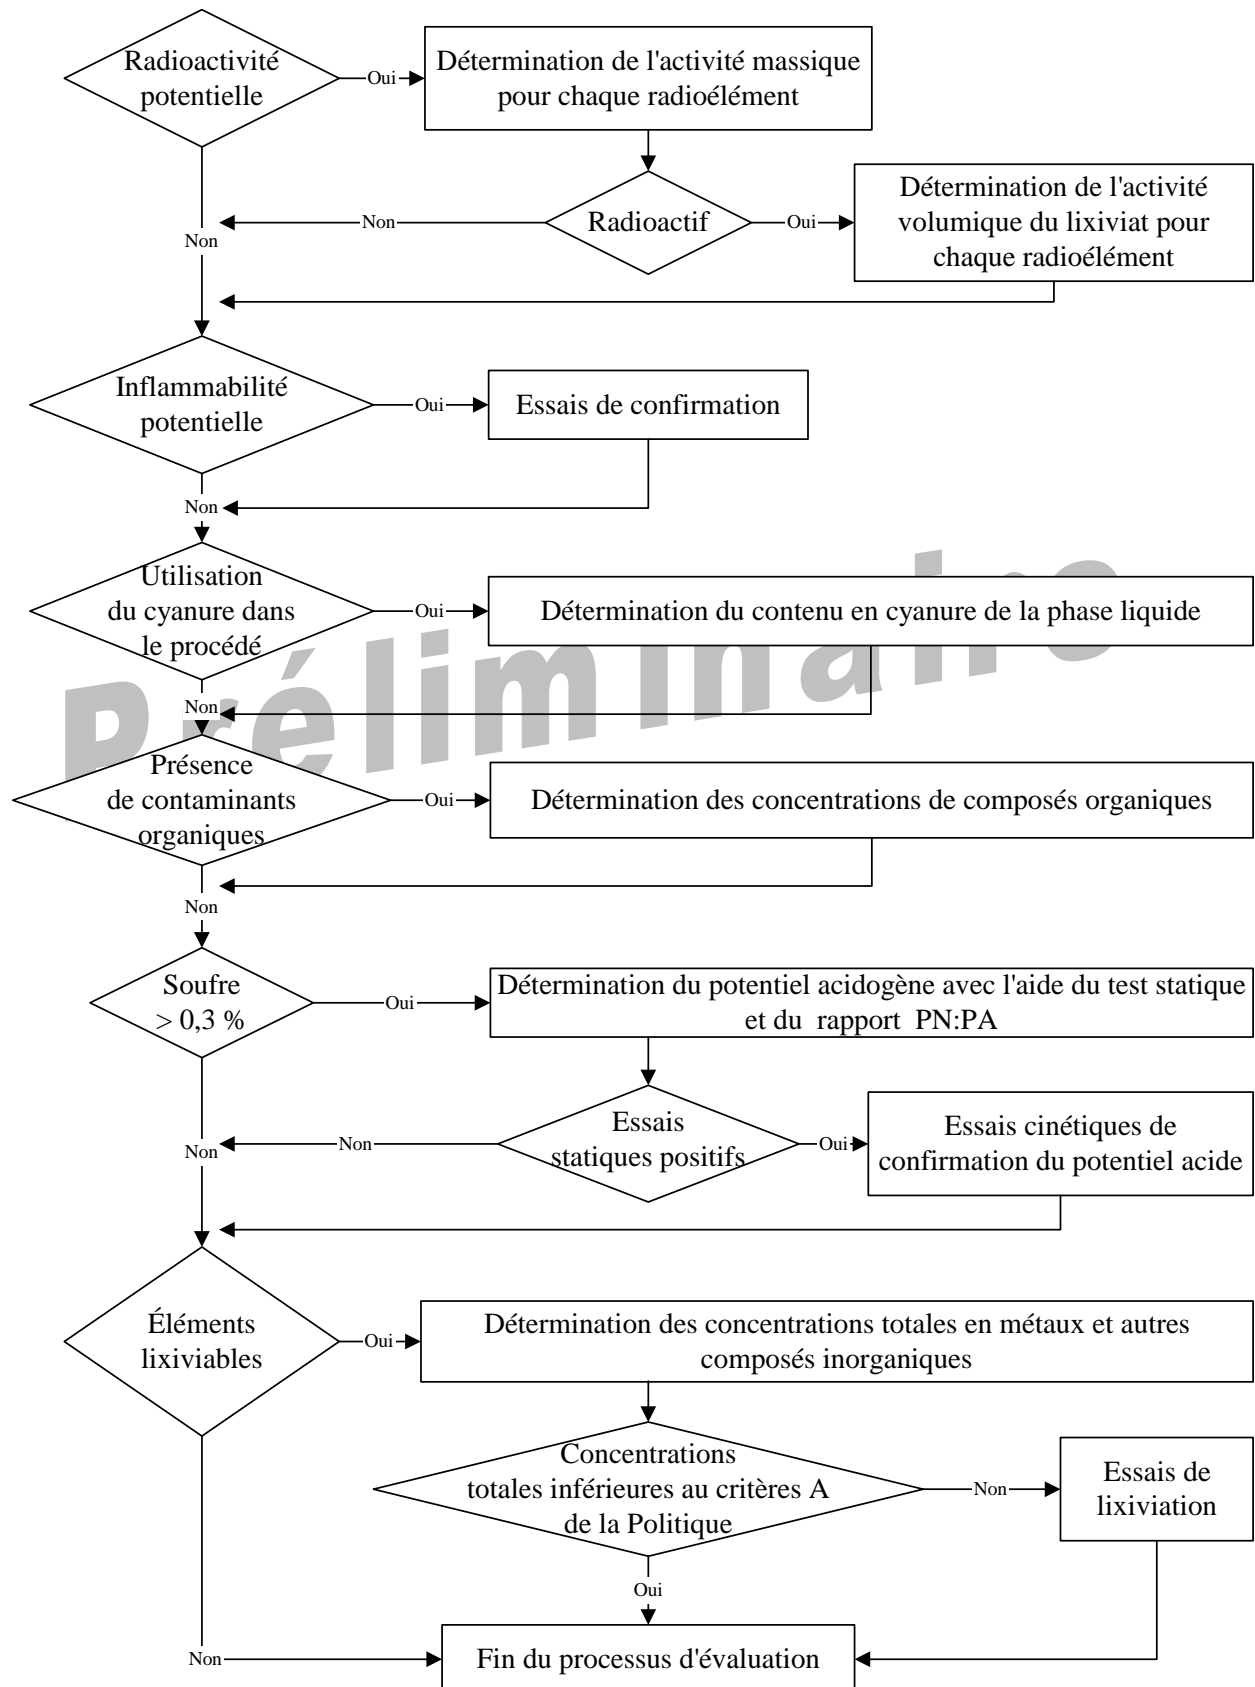 Radioactivité
potentielle
Oui
Détermination de l'activité massique
pour chaque radioélément
Non
Radioactif
Oui
Détermination de l'activité
volumique du lixiviat pour
chaque radioélément
Non
Inflammabilité
potentielle
Oui
Essais de confirmation
Non
Utilisation
du cyanure dans
le procédé
Oui
Détermination du contenu en cyanure de la phase liquide
Préliminaire
Non
Présence
de contaminants
organiques
Oui
Détermination des concentrations de composés organiques
Non
Soufre
> 0,3 %
Oui
Détermination du potentiel acidogène avec l'aide du test statique
et du rapport PN:PA
Non
Non
Essais
statiques positifs
Oui
Essais cinétiques de
confirmation du potentiel acide
Éléments
lixiviables
Oui
Détermination des concentrations totales en métaux et autres
composés inorganiques
Concentrations
totales inférieures au critères A
de la Politique
Non
Essais de
lixiviation
Oui
Non
Fin du processus d'évaluation